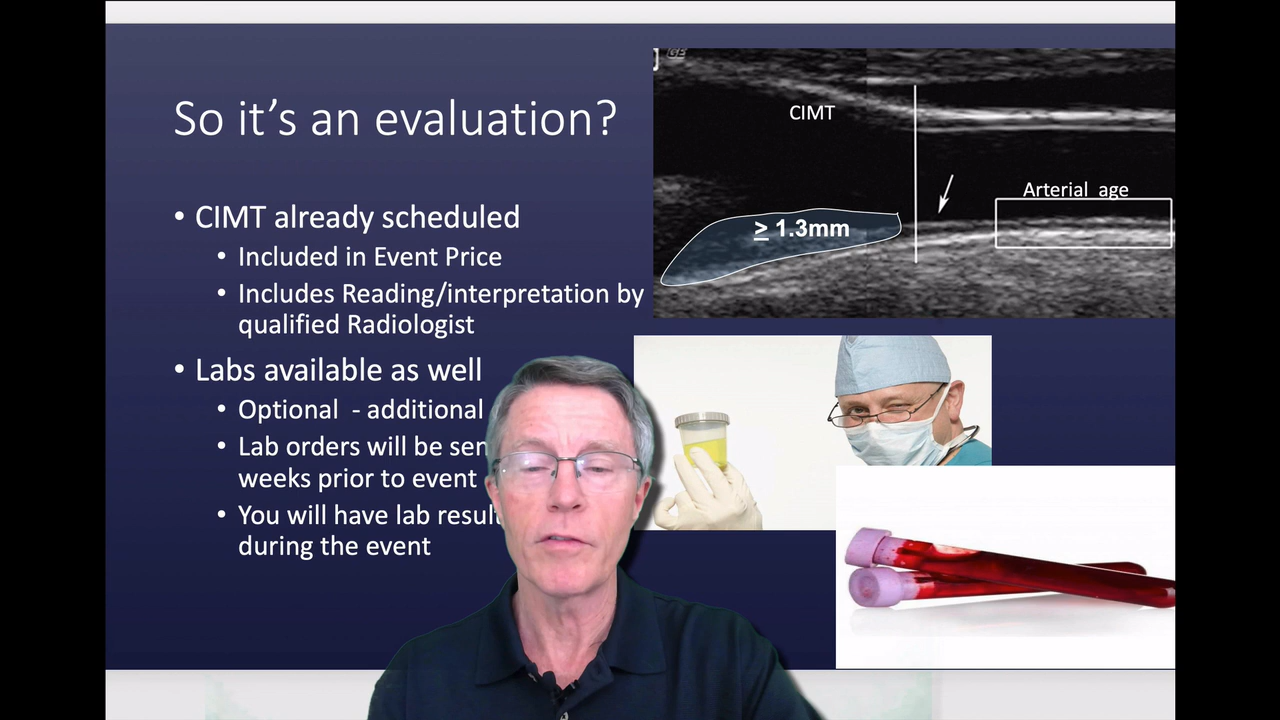 GE
So it's an evaluation?
CIMT
Arterial age
≥ 1.3mm
• CIMT already scheduled
• Included in Event Price
• Includes Reading/interpretation by
qualified Radiologist
• Labs available as well
• Optional - additional
• Lab orders will be
weeks prior to event
• You will have lab
during the event